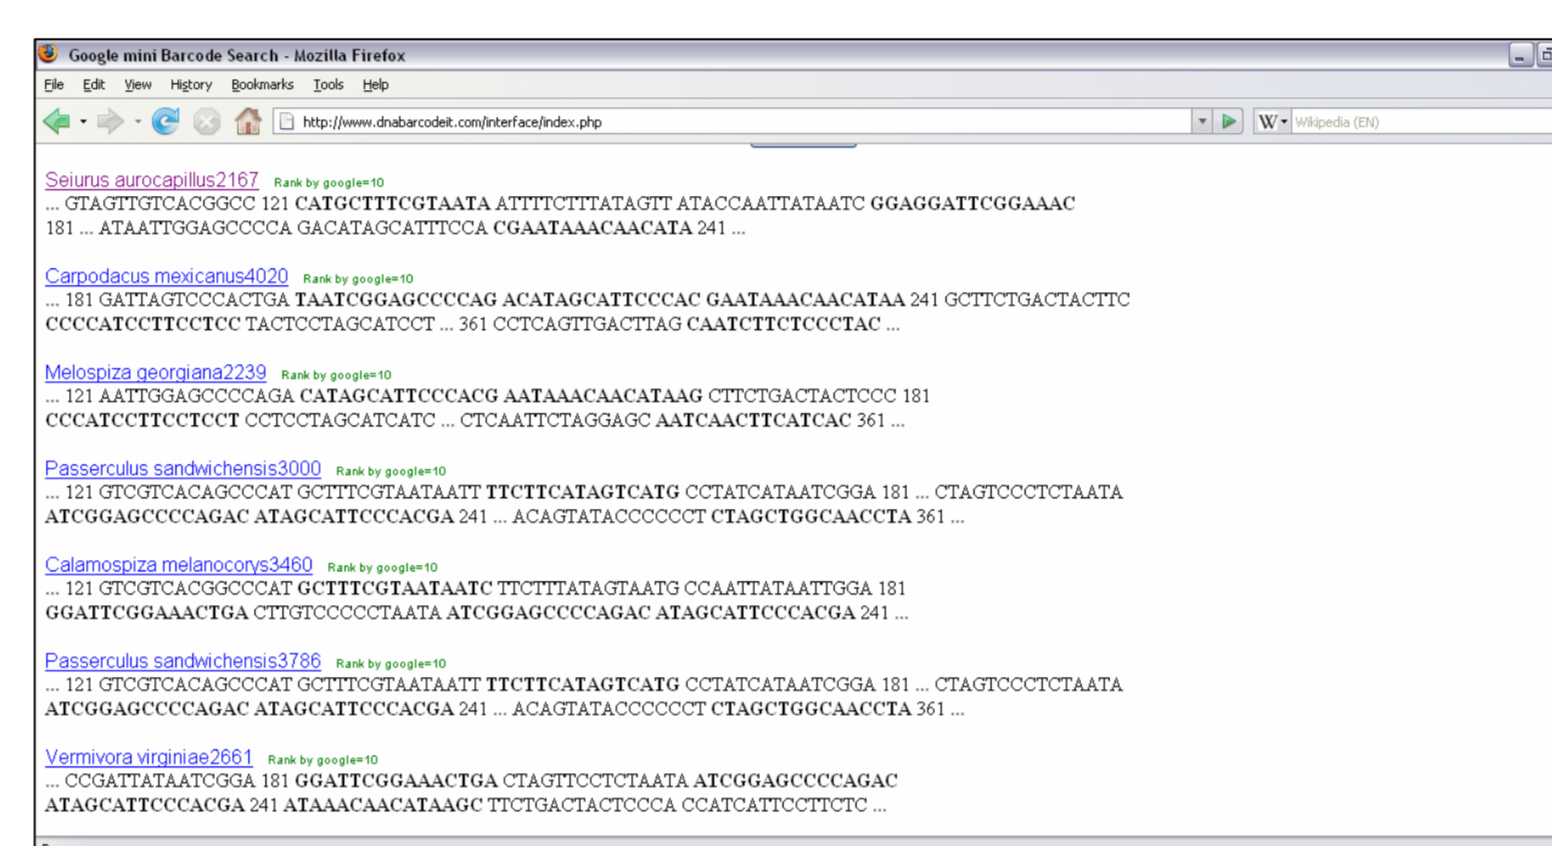 Google mini Barcode Search - Mozilla Firefox
File Edit View History Bookmarks Tools Help
http://www.dnabarcodeit.com/interface/index.php W Wikipedia (EN)
Seiurus aurocapillus2167 Rank by google=10
... GTAGTTGTCACGGCC 121 CATGCTTTCGTAATA ATTTTCTTTATAGTT ATACCAATTATAATC GGAGGATTCGGAAAC
181 ... ATAATTGGAGCCCCA GACATAGCATTTCCA CGAATAAACAACATA 241 ...
Carpodacus mexicanus4020 Rank by google=10
... 181 GATTAGTCCCACTGA TAATCGGAGCCCCAG ACATAGCATTCCCAC GAATAAACAACATAA 241 GCTTCTGACTACTTC
CCCCATCCTTCCTCC TACTCCTAGCATCCT ... 361 CCTCAGTTGACTTAG CAATCTTCTCCCTAC ...
Melospiza georgiana2239 Rank by google=10
... 121 AATTGGAGCCCCAGA CATAGCATTCCCACG AATAAACAACATAAG CTTCTGACTACTCCC 181
CCCATCCTTCCTCCT CCTCCTAGCATCATC ... CTCAATTCTAGGAGC AATCAACTTCATCAC 361 ...
Passerculus sandwichensis3000 Rank by google=10
... 121 GTCGTCACAGCCCAT GCTTTCGTAATAATT TTCTTCATAGTCATG CCTATCATAATCGGA 181 ... CTAGTCCCTCTAATA
ATCGGAGCCCCAGAC ATAGCATTCCCACGA 241 ... ACAGTATACCCCCCT CTAGCTGGCAACCTA 361 ...
Calamospiza melanocorys3460 Rank by google=10
... 121 GTCGTCACGGCCCAT GCTTTCGTAATAATC TTCTTTATAGTAATG CCAATTATAATTGGA 181
GGATTCGGAAACTGA CTTGTCCCCCTAATA ATCGGAGCCCCAGAC ATAGCATTCCCACGA 241 ...
Passerculus sandwichensis3786 Rank by google=10
... 121 GTCGTCACAGCCCAT GCTTTCGTAATAATT TTCTTCATAGTCATG CCTATCATAATCGGA 181 ... CTAGTCCCTCTAATA
ATCGGAGCCCCAGAC ATAGCATTCCCACGA 241 ... ACAGTATACCCCCCT CTAGCTGGCAACCTA 361 ...
Vermivora virginiae2661 Rank by google=10
... CCGATTATAATCGGA 181 GGATTCGGAAACTGA CTAGTTCCTCTAATA ATCGGAGCCCCAGAC
ATAGCATTCCCACGA 241 ATAAACAACATAAGC TTCTGACTACTCCCA CCATCATTCCTTCTC ...